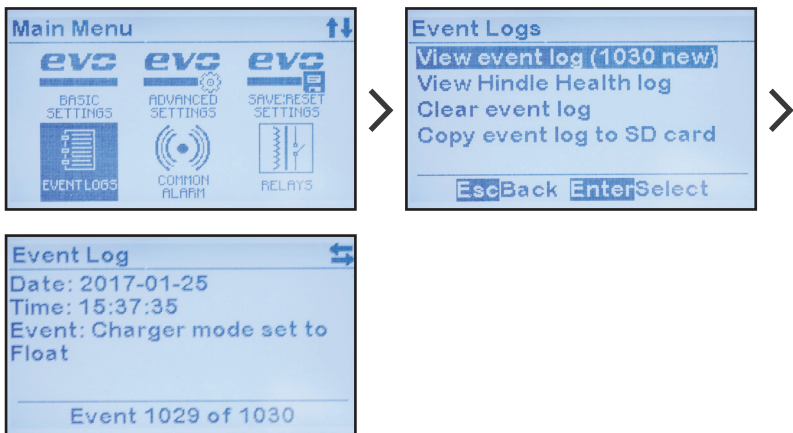 Main Menu
evo evo evo
BASIC SETTINGS
ADVANCED SETTINGS
SAVE/RESET SETTINGS
EVENT LOGS
COMMON ALARM
RELAYS
Event Logs
View event log (1030 new)
View Hindle Health log
Clear event log
Copy event log to SD card
Esc Back Enter Select
Event Log
Date: 2017-01-25
Time: 15:37:35
Event: Charger mode set to
Float
Event 1029 of 1030